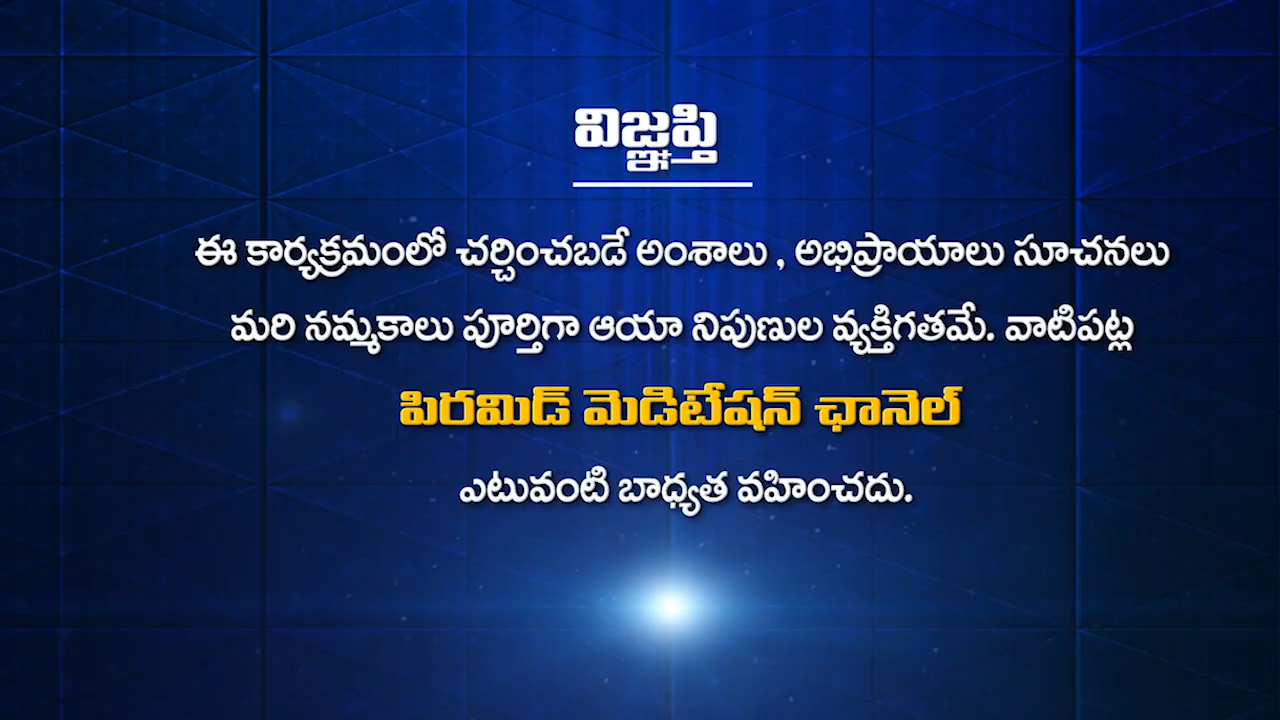 విజ్ఞప్తి
ఈ కార్యక్రమంలో చర్చించబడే అంశాలు , అభిప్రాయాలు సూచనలు
మరి నమ్మకాలు పూర్తిగా ఆయా నిపుణుల వ్యక్తిగతమే. వాటిపట్ల
పిరమిడ్ మెడిటేషన్ ఛానెల్
ఎటువంటి బాధ్యత వహించదు.